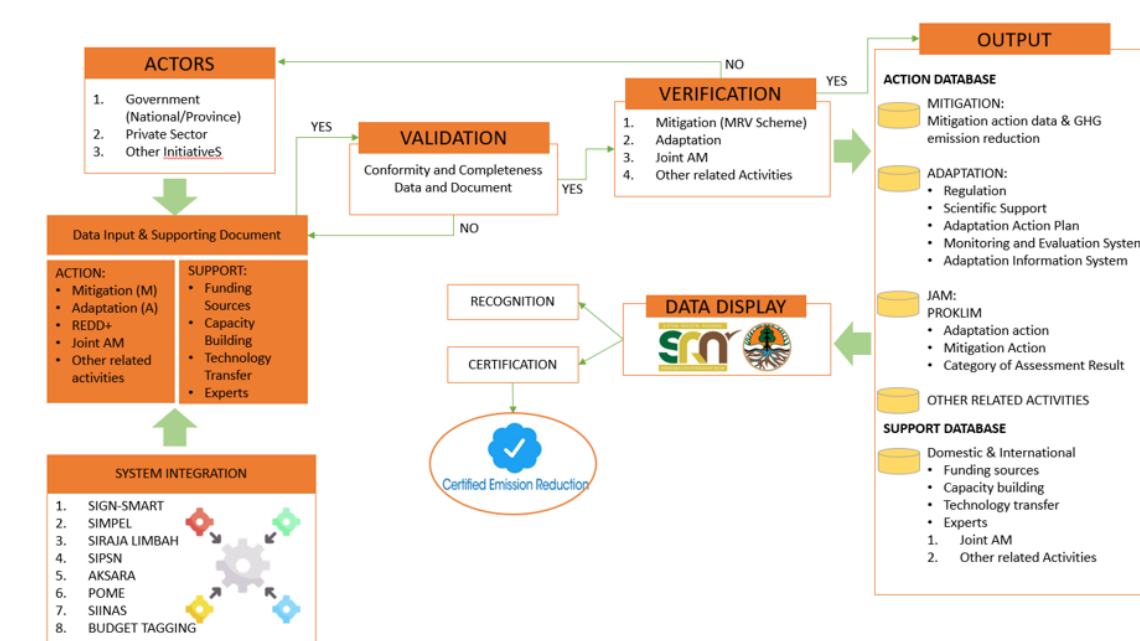 ACTORS
1. Government
(National/Province)
2. Private Sector
3. Other InitiativeS
Data Input & Supporting Document
ACTION:
• Mitigation (M)
• Adaptation (A)
• REDD+
• Joint AM
• Other related
activities
SUPPORT:
• Funding
Sources
• Capacity
Building
• Technology
Transfer
• Experts
SYSTEM INTEGRATION
1. SIGN-SMART
2. SIMPEL
3. SIRAJA LIMBAH
4. SIPSN
5. AKSARA
6. POME
7. SIINAS
8. BUDGET TAGGING
YES
VALIDATION
Conformity and Completeness
Data and Document
YES
NO
NO
VERIFICATION
1. Mitigation (MRV Scheme)
2. Adaptation
3. Joint AM
4. Other related Activities
YES
OUTPUT
ACTION DATABASE
MITIGATION:
Mitigation action data & GHG
emission reduction
ADAPTATION:
• Regulation
• Scientific Support
• Adaptation Action Plan
• Monitoring and Evaluation System
• Adaptation Information System
JAM:
PROKLIM
• Adaptation action
• Mitigation Action
• Category of Assessment Result
OTHER RELATED ACTIVITIES
SUPPORT DATABASE
Domestic & International
• Funding sources
• Capacity building
• Technology transfer
• Experts
1. Joint AM
2. Other related Activities
DATA DISPLAY
SRN
RECOGNITION
CERTIFICATION
Certified Emission Reduction